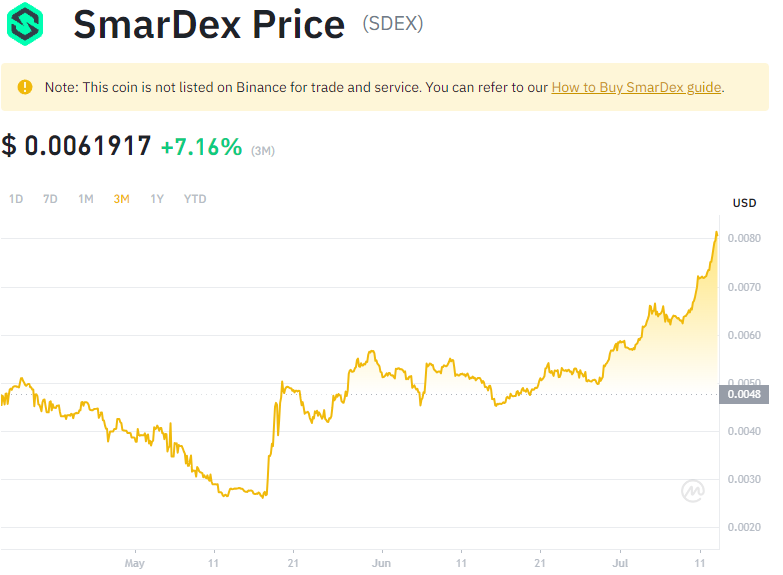 SmarDex Price (SDEX)
Note: This coin is not listed on Binance for trade and service. You can refer to our How to Buy SmarDex guide.
$ 0.0061917 +7.16% (3M)
1D 7D 1M 3M 1Y YTD
USD
0.0080
0.0070
0.0060
0.0050
0.0048
0.0040
0.0030
0.0020
May 11 21 Jun 11 21 Jul 11